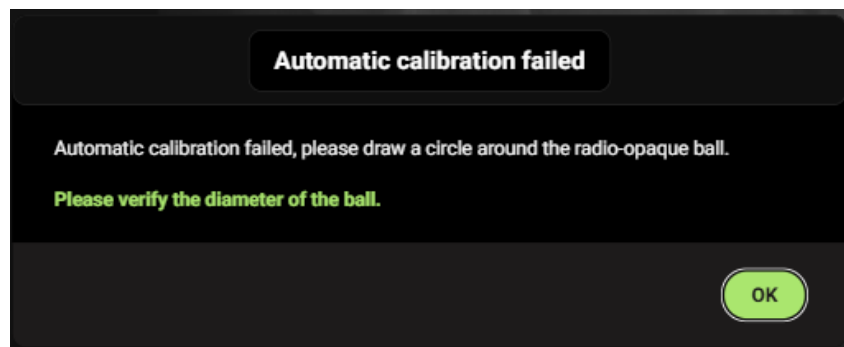 Automatic calibration failed
Automatic calibration failed, please draw a circle around the radio-opaque ball.
Please verify the diameter of the ball.
OK